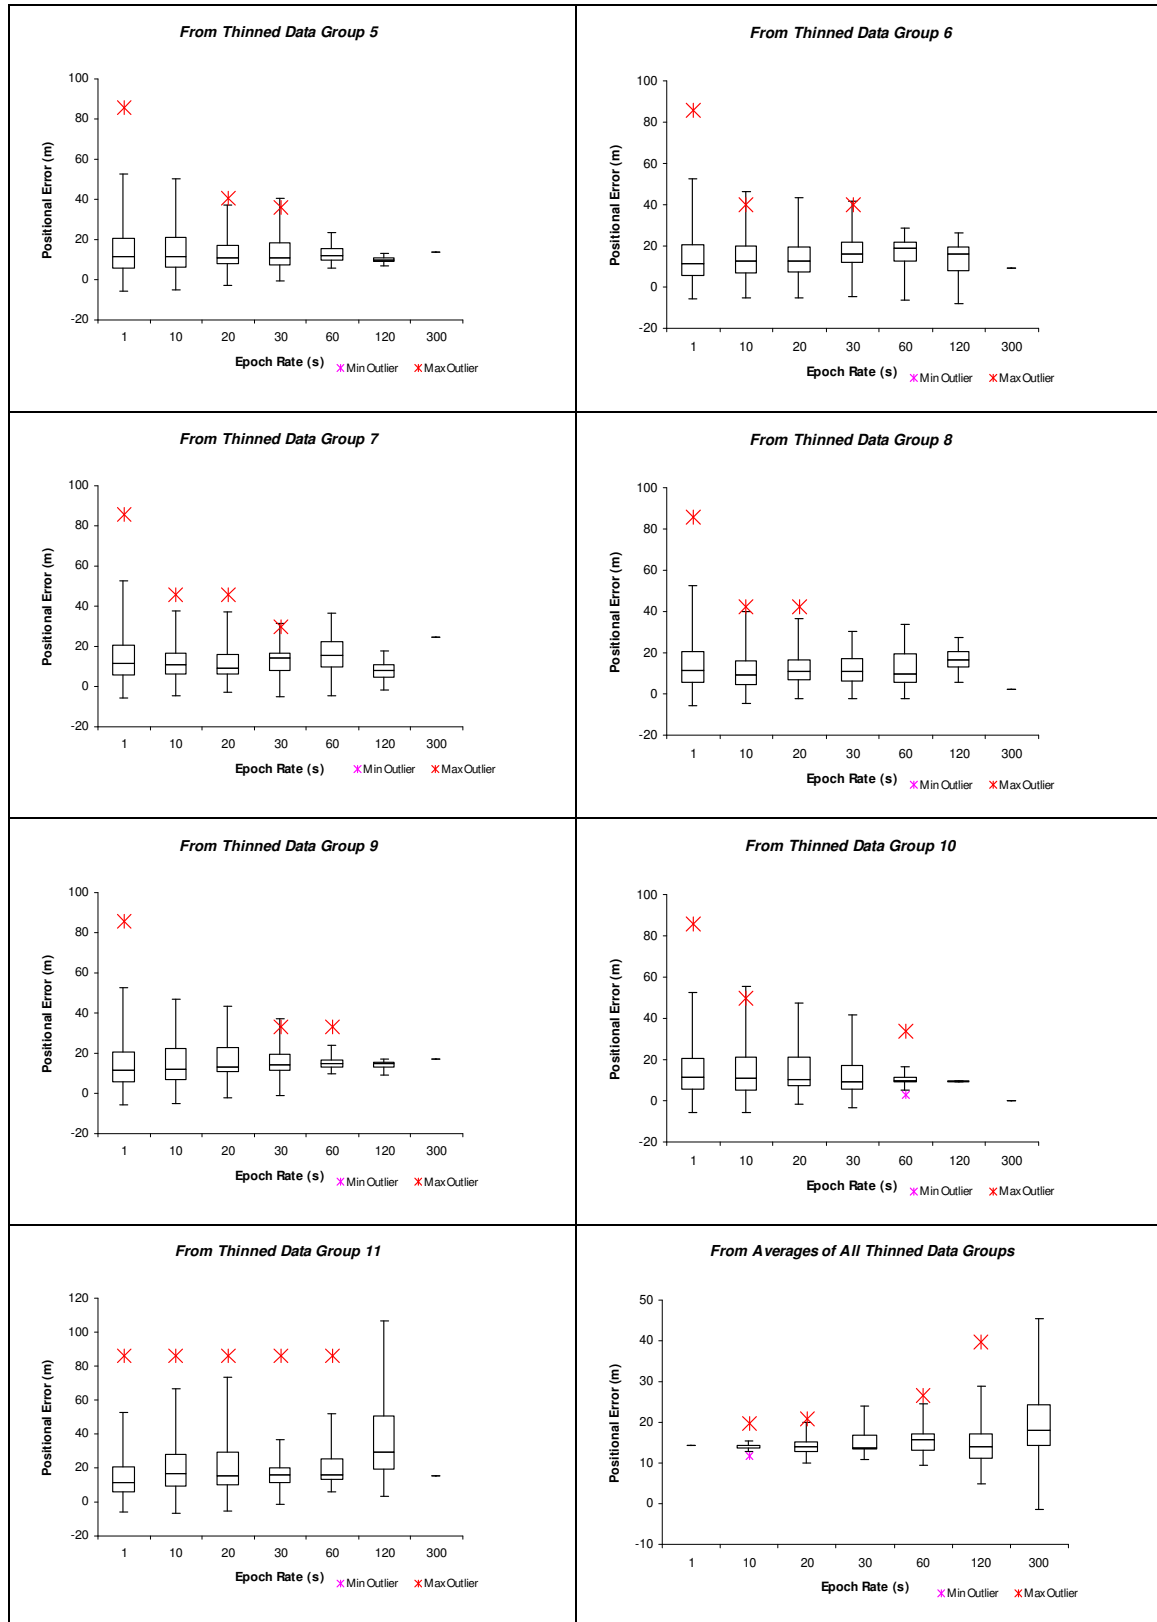 From Thinned Data Group 5
100
80
60
40
20
0
-20
Positional Error (m)
1 10 20 30 60 120 300
Epoch Rate (s)
Min Outlier Max Outlier
From Thinned Data Group 6
100
80
60
40
20
0
-20
Positional Error (m)
1 10 20 30 60 120 300
Epoch Rate (s)
Min Outlier Max Outlier
From Thinned Data Group 7
100
80
60
40
20
0
-20
Positional Error (m)
1 10 20 30 60 120 300
Epoch Rate (s)
Min Outlier Max Outlier
From Thinned Data Group 8
100
80
60
40
20
0
-20
Positional Error (m)
1 10 20 30 60 120 300
Epoch Rate (s)
Min Outlier Max Outlier
From Thinned Data Group 9
100
80
60
40
20
0
-20
Positional Error (m)
1 10 20 30 60 120 300
Epoch Rate (s)
Min Outlier Max Outlier
From Thinned Data Group 10
100
80
60
40
20
0
-20
Positional Error (m)
1 10 20 30 60 120 300
Epoch Rate (s)
Min Outlier Max Outlier
From Thinned Data Group 11
120
100
80
60
40
20
0
-20
Positional Error (m)
1 10 20 30 60 120 300
Epoch Rate (s)
Min Outlier Max Outlier
From Averages of All Thinned Data Groups
50
40
30
20
10
0
-10
Positional Error (m)
1 10 20 30 60 120 300
Epoch Rate (s)
Min Outlier Max Outlier